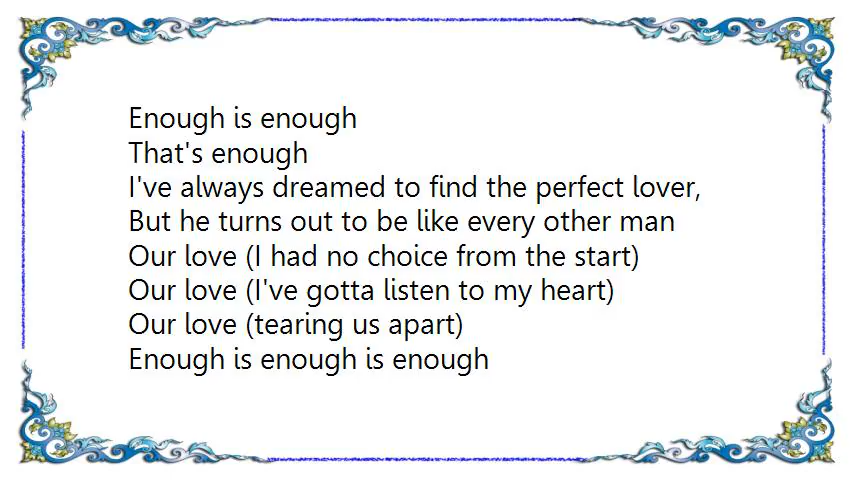 Enough is enough
That's enough
I've always dreamed to find the perfect lover,
But he turns out to be like every other man
Our love (I had no choice from the start)
Our love (I've gotta listen to my heart)
Our love (tearing us apart)
Enough is enough is enough